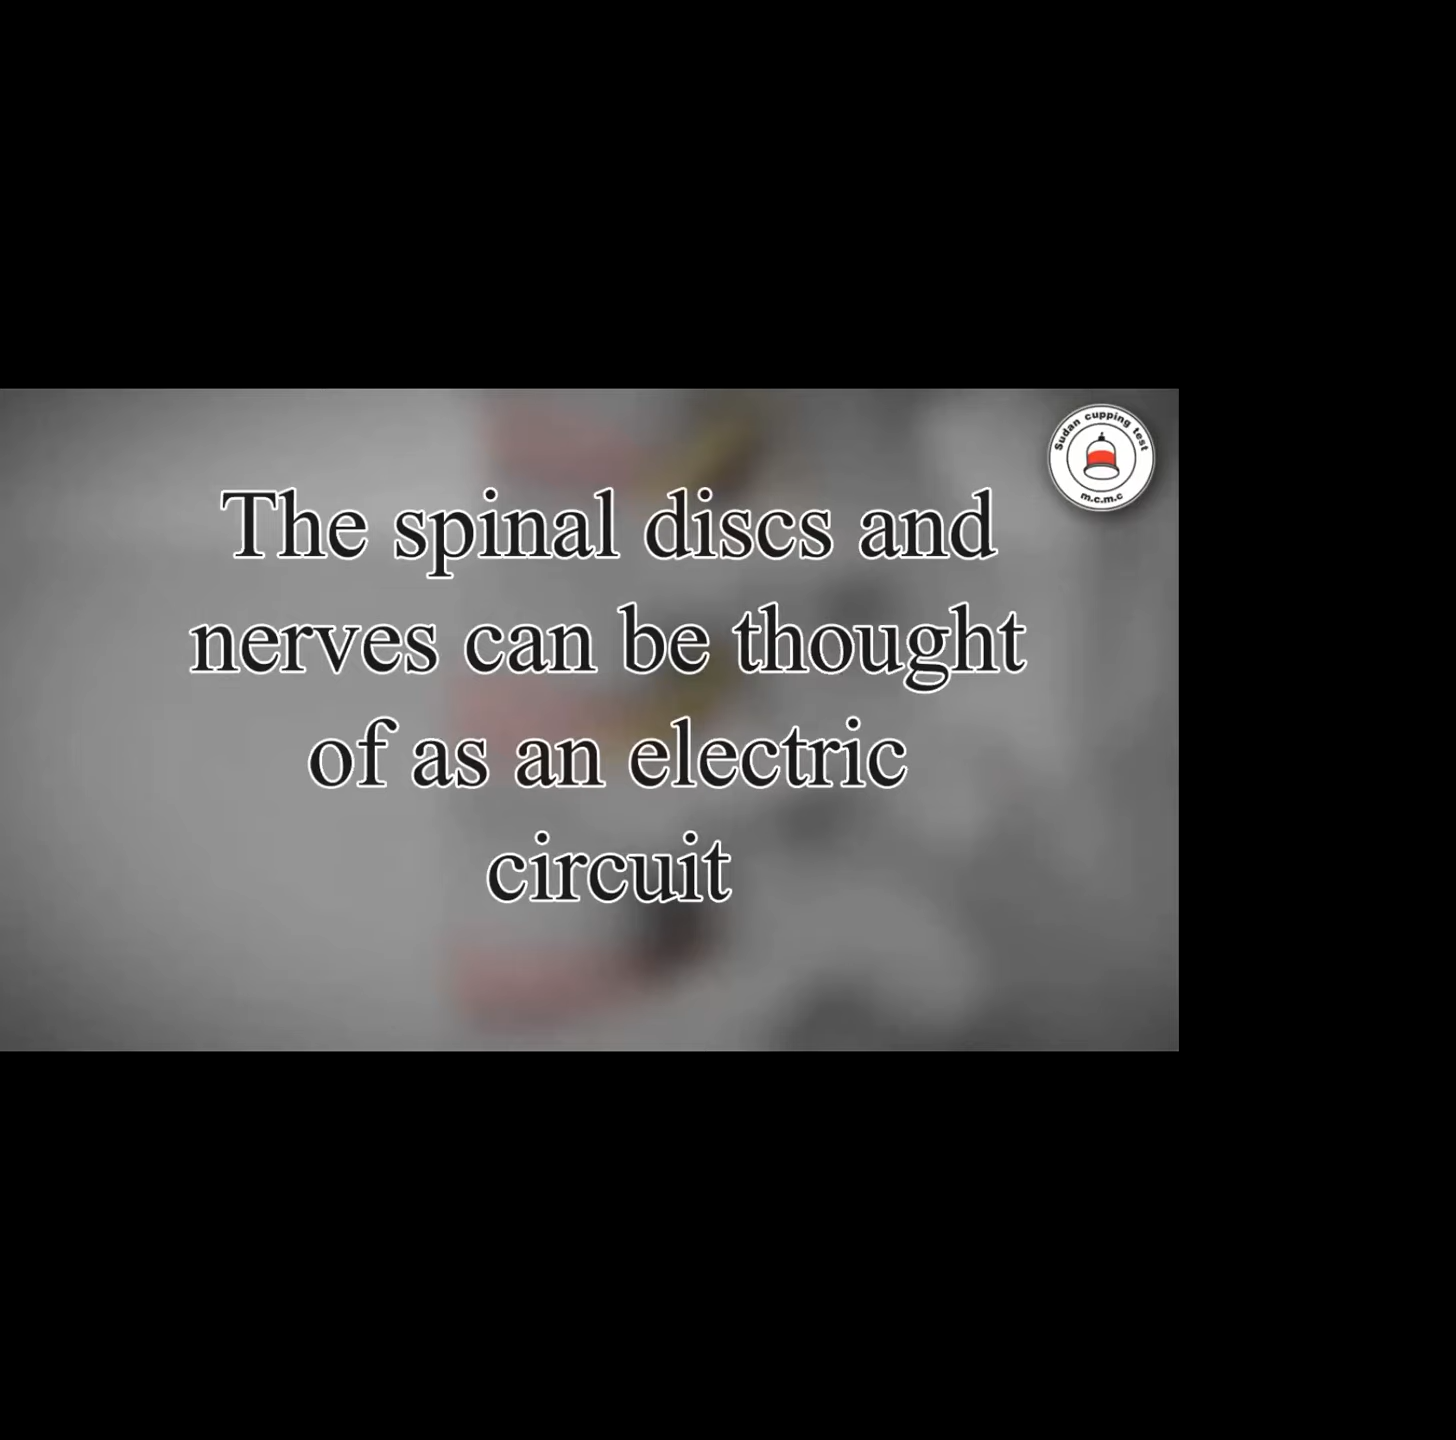 Sudan cupping test
m.c.m.c
The spinal discs and
nerves can be thought
of as an electric
circuit